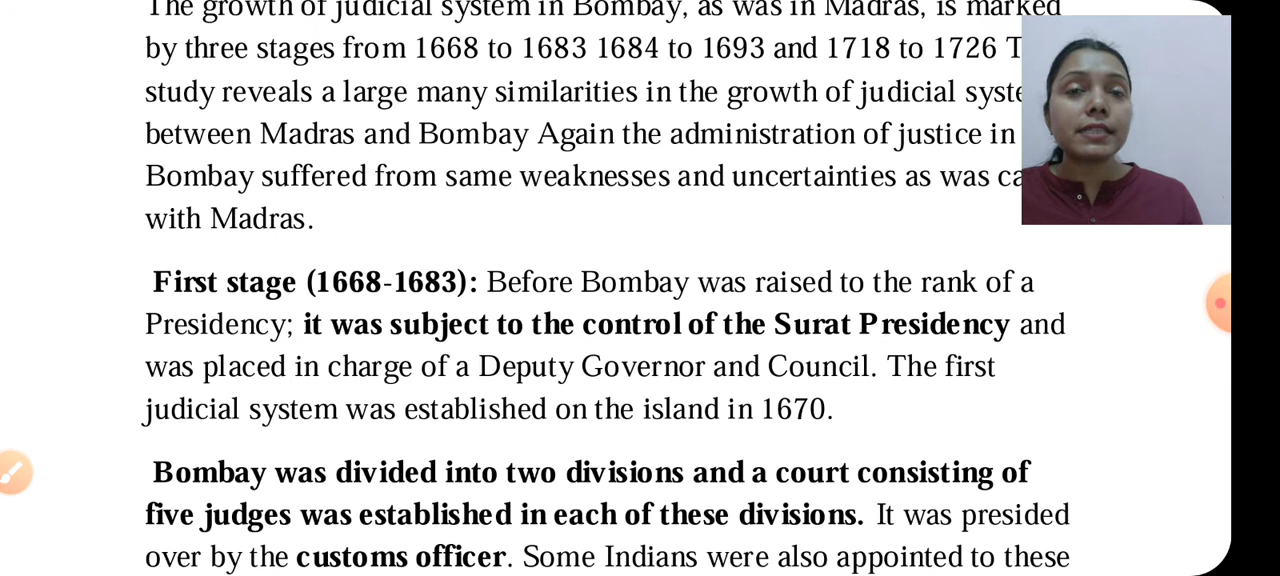 The growth of judicial system in Bombay, as was in Madras, is marked
by three stages from 1668 to 1683 1684 to 1693 and 1718 to 1726 T
study reveals a large many similarities in the growth of judicial syste
between Madras and Bombay Again the administration of justice in
Bombay suffered from same weaknesses and uncertainties as was ca
with Madras.
First stage (1668-1683): Before Bombay was raised to the rank of a
Presidency; it was subject to the control of the Surat Presidency and
was placed in charge of a Deputy Governor and Council. The first
judicial system was established on the island in 1670.
Bombay was divided into two divisions and a court consisting of
five judges was established in each of these divisions. It was presided
over by the customs officer. Some Indians were also appointed to these